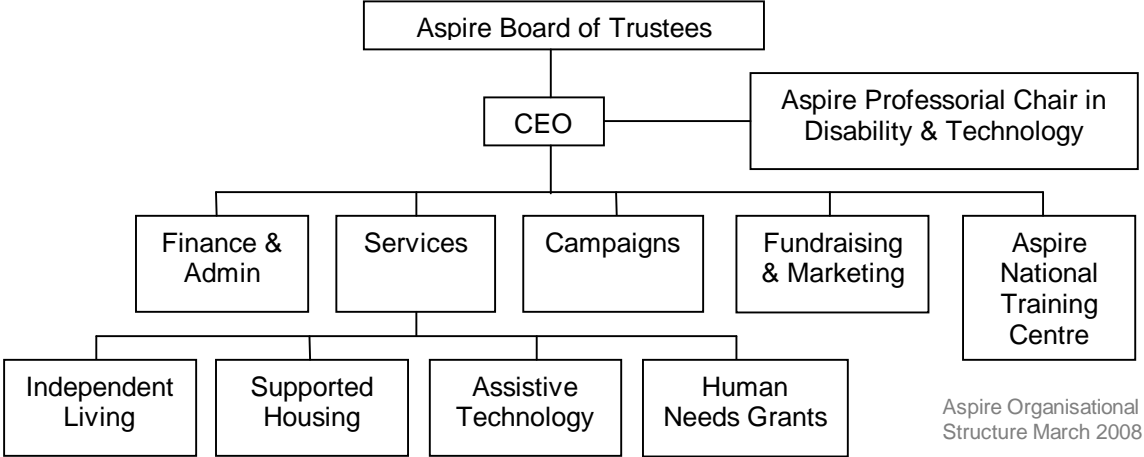 Aspire Board of Trustees
CEO
Aspire Professorial Chair in
Disability & Technology
Finance &
Admin
Services
Campaigns
Fundraising
& Marketing
Aspire
National
Training
Centre
Independent
Living
Supported
Housing
Assistive
Technology
Human
Needs Grants
Aspire Organisational
Structure March 2008